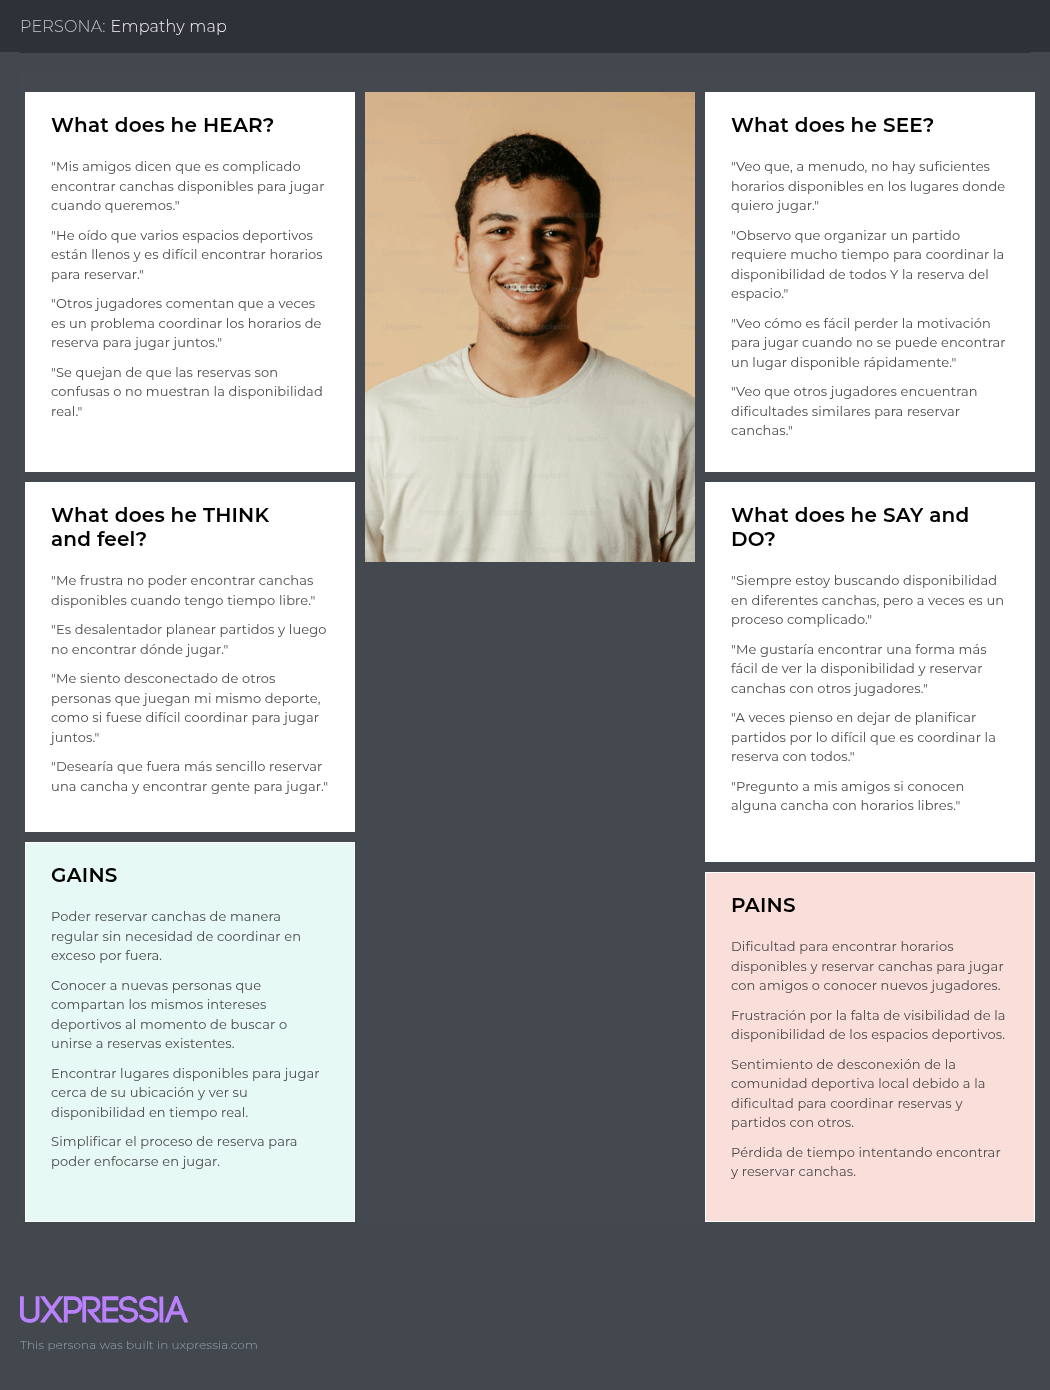 PERSONA: Empathy map
What does he HEAR?
"Mis amigos dicen que es complicado
encontrar canchas disponibles para jugar
cuando queremos."
"He oído que varios espacios deportivos
están llenos y es difícil encontrar horarios
para reservar."
"Otros jugadores comentan que a veces
es un problema coordinar los horarios de
reserva para jugar juntos."
"Se quejan de que las reservas son
confusas o no muestran la disponibilidad
real."
What does he THINK
and feel?
"Me frustra no poder encontrar canchas
disponibles cuando tengo tiempo libre."
"Es desalentador planear partidos y luego
no encontrar dónde jugar."
"Me siento desconectado de otros
personas que juegan mi mismo deporte,
como si fuese difícil coordinar para jugar
juntos."
"Desearía que fuera más sencillo reservar
una cancha y encontrar gente para jugar."
GAINS
Poder reservar canchas de manera
regular sin necesidad de coordinar en
exceso por fuera.
Conocer a nuevas personas que
compartan los mismos intereses
deportivos al momento de buscar o
unirse a reservas existentes.
Encontrar lugares disponibles para jugar
cerca de su ubicación y ver su
disponibilidad en tiempo real.
Simplificar el proceso de reserva para
poder enfocarse en jugar.
What does he SEE?
"Veo que, a menudo, no hay suficientes
horarios disponibles en los lugares donde
quiero jugar."
"Observo que organizar un partido
requiere mucho tiempo para coordinar la
disponibilidad de todos Y la reserva del
espacio."
"Veo cómo es fácil perder la motivación
para jugar cuando no se puede encontrar
un lugar disponible rápidamente."
"Veo que otros jugadores encuentran
dificultades similares para reservar
canchas."
What does he SAY and
DO?
"Siempre estoy buscando disponibilidad
en diferentes canchas, pero a veces es un
proceso complicado."
"Me gustaría encontrar una forma más
fácil de ver la disponibilidad y reservar
canchas con otros jugadores."
"A veces pienso en dejar de planificar
partidos por lo difícil que es coordinar la
reserva con todos."
"Pregunto a mis amigos si conocen
alguna cancha con horarios libres."
PAINS
Dificultad para encontrar horarios
disponibles y reservar canchas para jugar
con amigos o conocer nuevos jugadores.
Frustración por la falta de visibilidad de la
disponibilidad de los espacios deportivos.
Sentimiento de desconexión de la
comunidad deportiva local debido a la
dificultad para coordinar reservas y
partidos con otros.
Pérdida de tiempo intentando encontrar
y reservar canchas.
UXPRESSIA
This persona was built in uxpressia.com